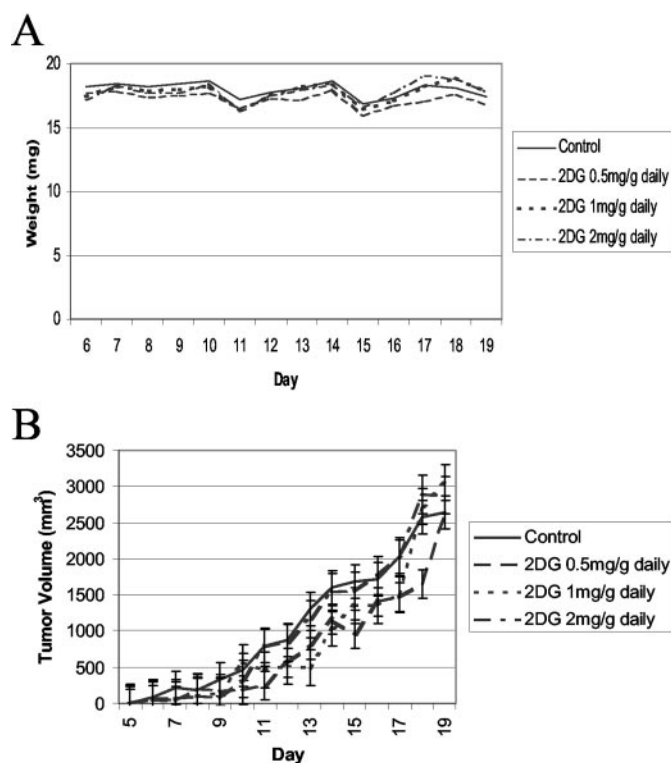 A
Weight (mg)
20
15
10
5
0
6 7 8 9 10 11 12 13 14 15 16 17 18 19
Day
Control
2DG 0.5mg/g daily
2DG 1mg/g daily
2DG 2mg/g daily
B
Tumor Volume (mm³)
3500
3000
2500
2000
1500
1000
500
0
5 7 9 11 13 15 17 19
Day
Control
2DG 0.5mg/g daily
2DG 1mg/g daily
2DG 2mg/g daily